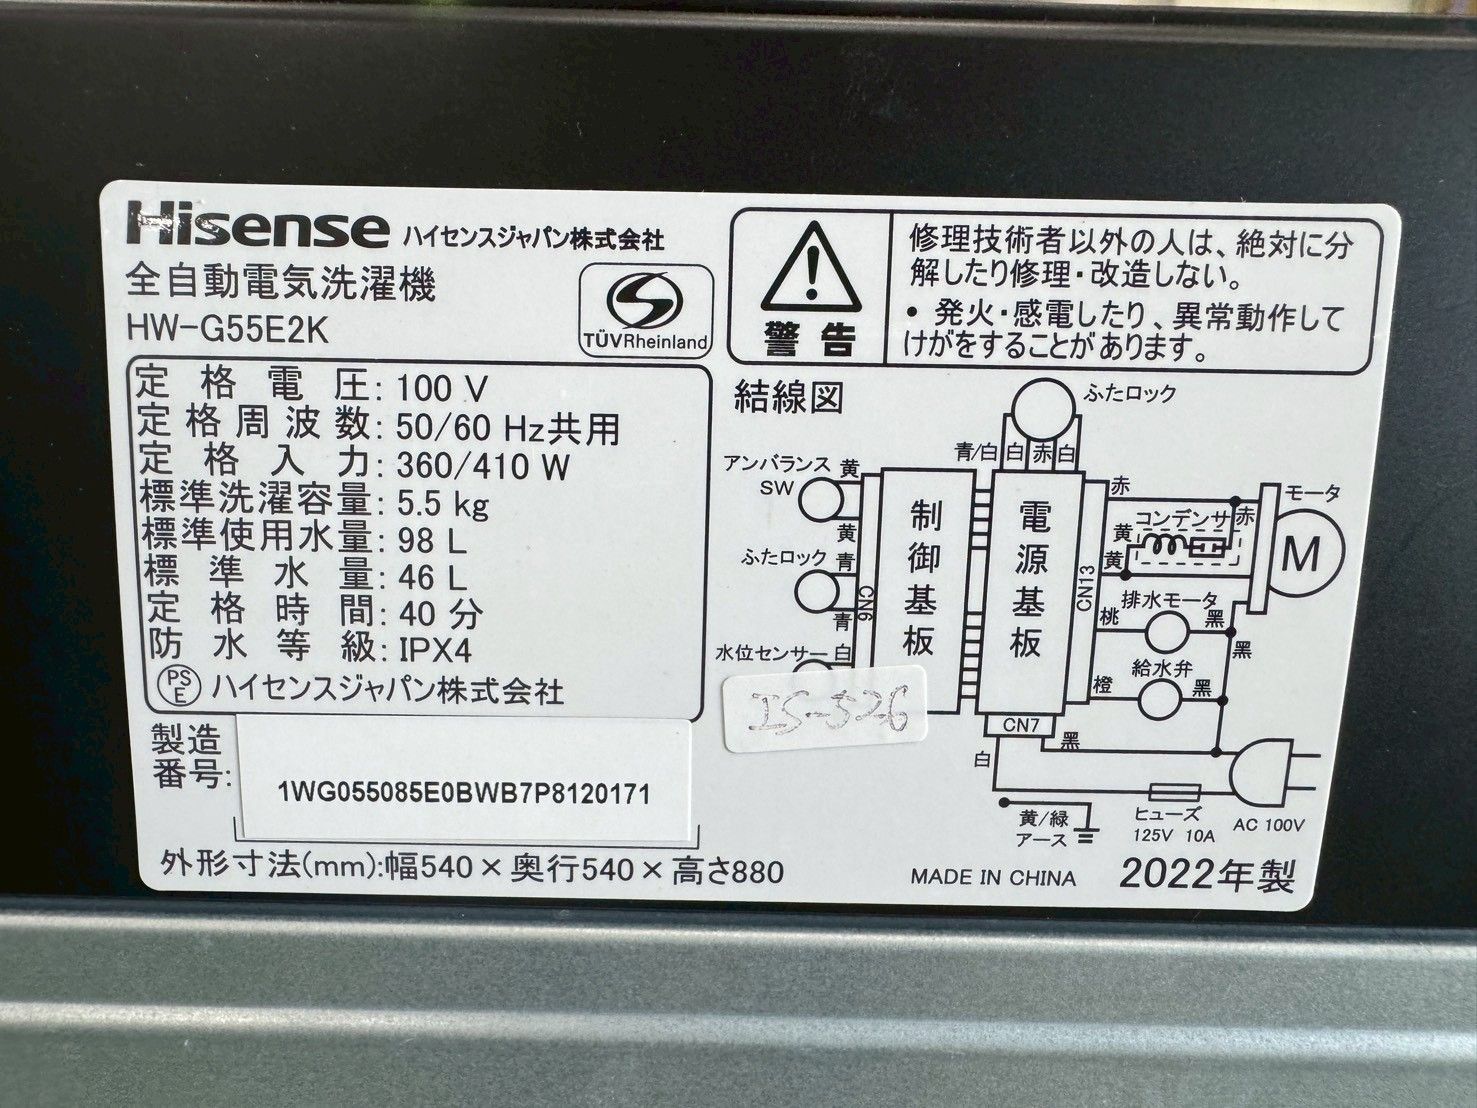 Hisense ハイセンスジャパン株式会社
全自動電気洗濯機
HW-G55E2K
TÜVRheinland
定格電圧: 100 V
定格周波数: 50/60 Hz共用
定格入力: 360/410 W
標準洗濯容量: 5.5 kg
標準使用水量: 98 L
標準水量: 46 L
定格時間: 40 分
防水等級: IPX4
PSE ハイセンスジャパン株式会社
製造
番号:
1WG055085E0BWB7P8120171
外形寸法(mm):幅540×奥行540×高さ880
警告
修理技術者以外の人は、絶対に分
解したり修理・改造しない。
・発火・感電したり、異常動作して
けがをすることがあります。
結線図
ふたロック
青/白 白 赤 白
アンバランス
SW
黄
黄
ふたロック
青
青
水位センサー
白
CN6
制御基板
電源基板
CN13
CN7
赤
コンデンサ
赤
黄
黄
モータ
M
排水モータ
桃
黒
黒
給水弁
橙
黒
白
黒
黄/緑
アース
ヒューズ
125V 10A
AC 100V
IS-526
MADE IN CHINA
2022年製